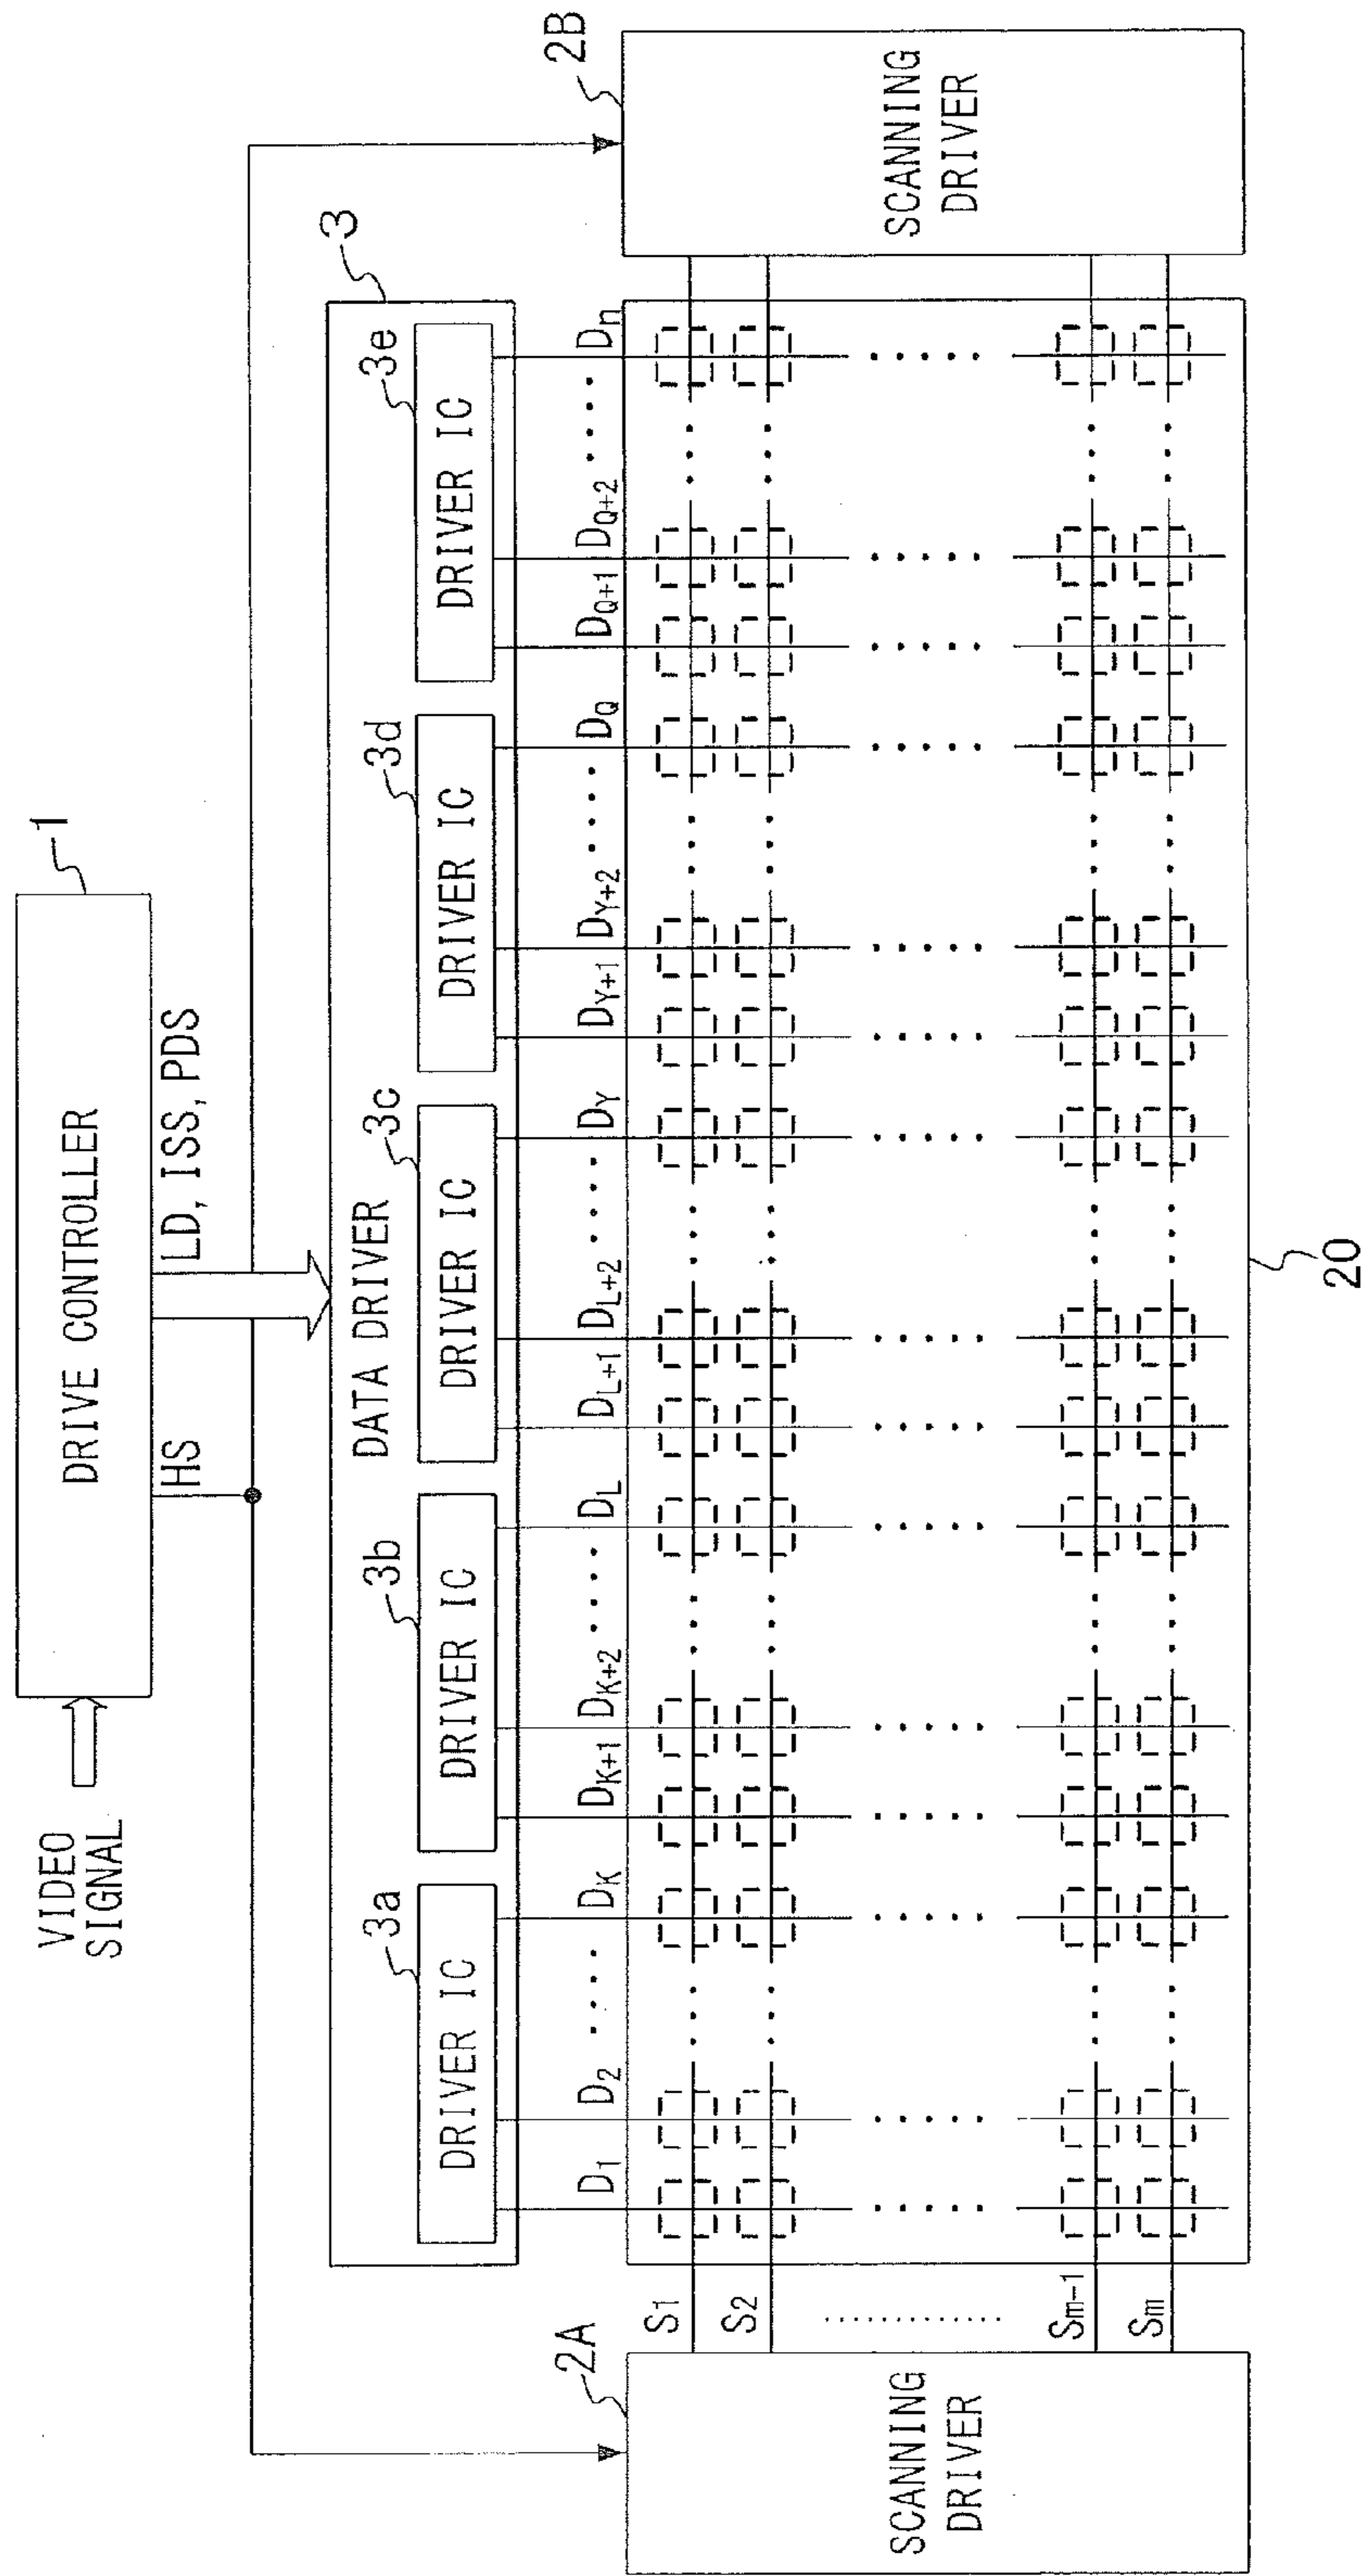 VIDEO
SIGNAL
DRIVE CONTROLLER
1
HS
LD, ISS, PDS
DATA DRIVER
3
3a
3b
3c
3d
3e
DRIVER IC
DRIVER IC
DRIVER IC
DRIVER IC
DRIVER IC
2A
2B
D1 D2 ····· DK DK+1 DK+2 ····· DL DL+1 DL+2 ····· DY DY+1 DY+2 ····· DQ DQ+1 DQ+2 ····· Dn
SCANNING
DRIVER
S1
S2
Sm-1
Sm
SCANNING
DRIVER
20